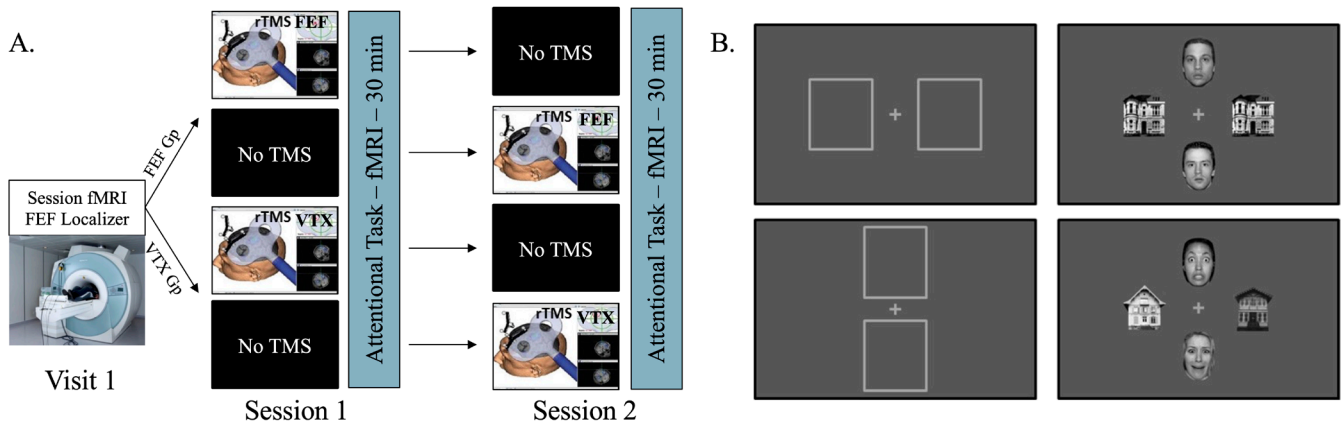 A.
Session fMRI
FEF Localizer
Visit 1
FEF Gp
VTX Gp
rTMS FEF
No TMS
rTMS VTX
No TMS
Attentional Task – fMRI – 30 min
Session 1
No TMS
rTMS FEF
No TMS
rTMS VTX
Attentional Task – fMRI – 30 min
Session 2
B.